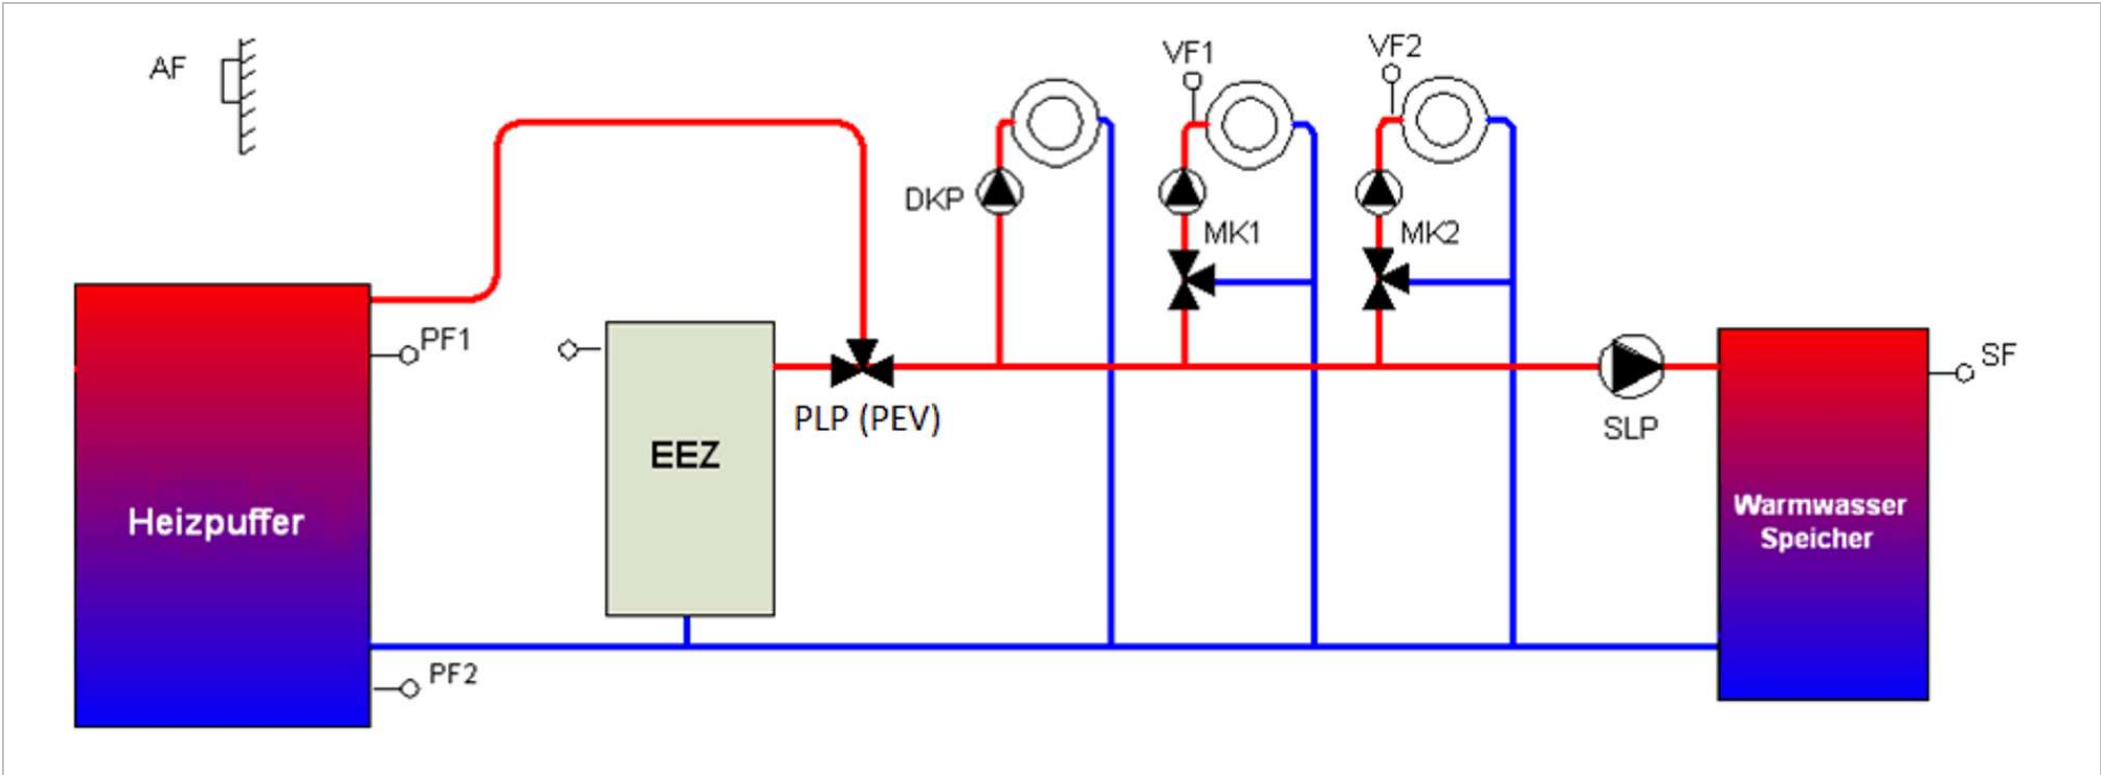 AF
VF1
VF2
DKP
MK1
MK2
PF1
PLP (PEV)
EEZ
SLP
SF
Heizpuffer
Warmwasser
Speicher
PF2